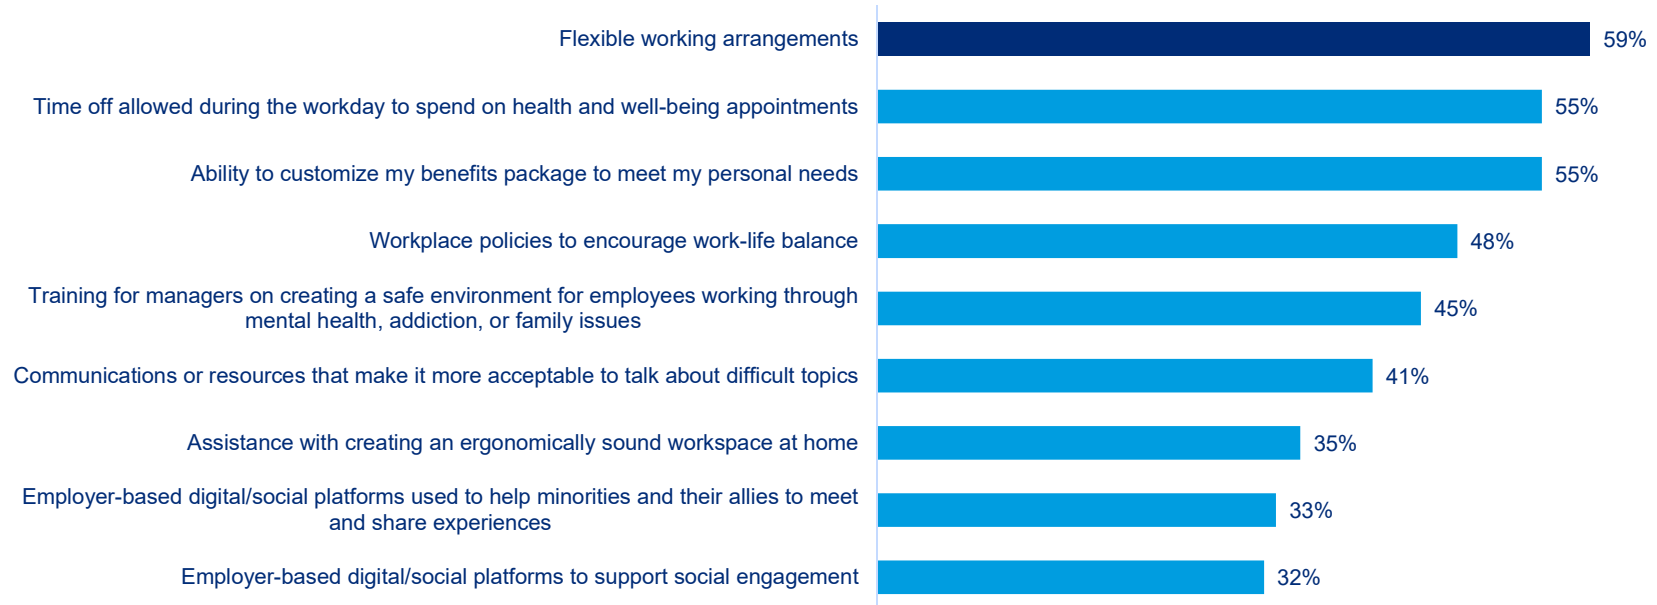 Flexible working arrangements 59%
Time off allowed during the workday to spend on health and well-being appointments 55%
Ability to customize my benefits package to meet my personal needs 55%
Workplace policies to encourage work-life balance 48%
Training for managers on creating a safe environment for employees working through
mental health, addiction, or family issues 45%
Communications or resources that make it more acceptable to talk about difficult topics 41%
Assistance with creating an ergonomically sound workspace at home 35%
Employer-based digital/social platforms used to help minorities and their allies to meet
and share experiences 33%
Employer-based digital/social platforms to support social engagement 32%